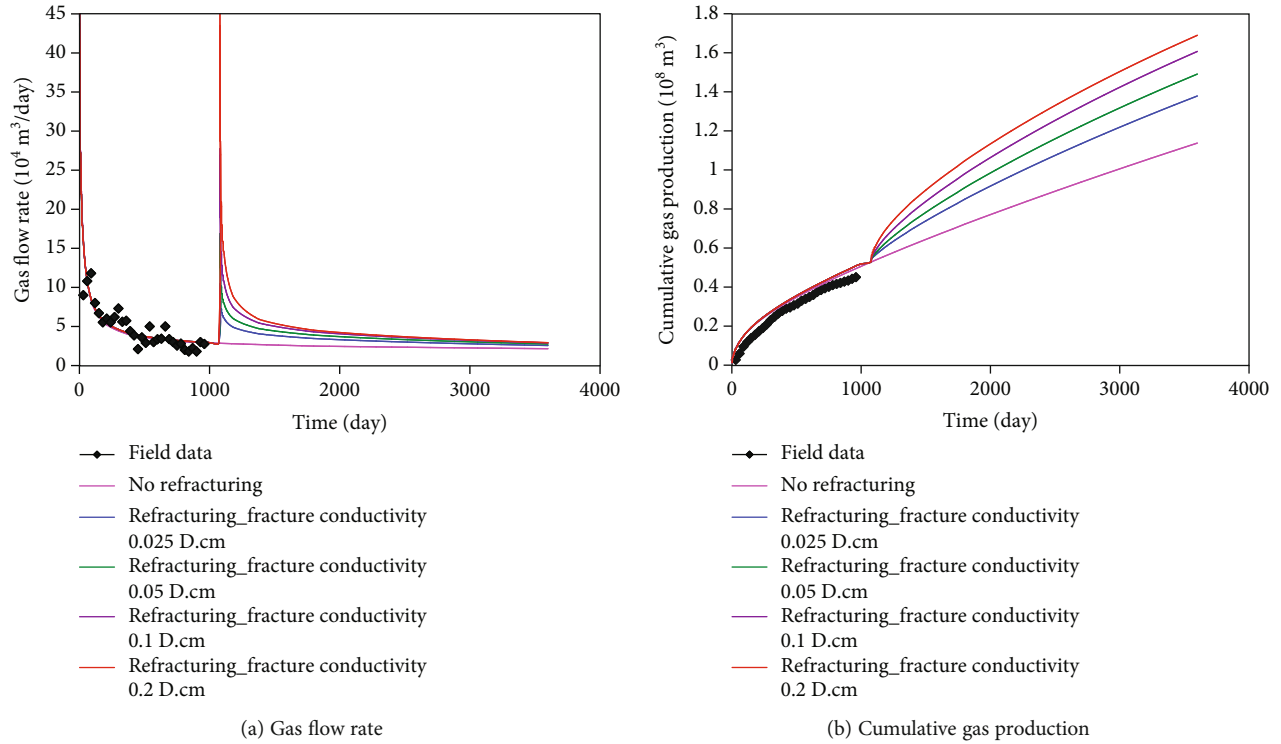 45
40
35
30
25
20
15
10
5
0
Gas flow rate (10⁴ m³/day)
0
1000
2000
3000
4000
Time (day)
Field data
No refracturing
Refracturing_fracture conductivity
0.025 D.cm
Refracturing_fracture conductivity
0.05 D.cm
Refracturing_fracture conductivity
0.1 D.cm
Refracturing_fracture conductivity
0.2 D.cm
(a) Gas flow rate
1.8
1.6
1.4
1.2
1
0.8
0.6
0.4
0.2
0
Cumulative gas production (10⁸ m³)
0
1000
2000
3000
4000
Time (day)
Field data
No refracturing
Refracturing_fracture conductivity
0.025 D.cm
Refracturing_fracture conductivity
0.05 D.cm
Refracturing_fracture conductivity
0.1 D.cm
Refracturing_fracture conductivity
0.2 D.cm
(b) Cumulative gas production